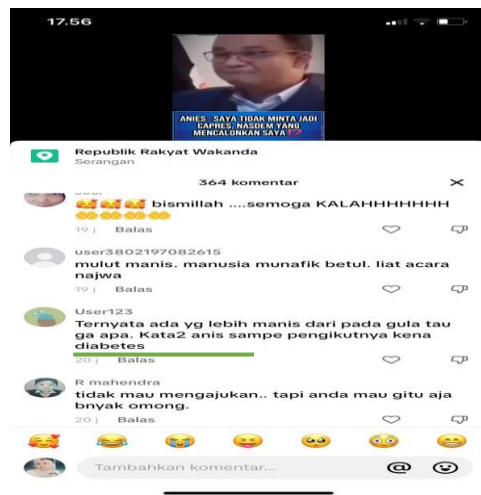 17.56
ANIES : SAYA TIDAK MINTA JADI
CAPRES, NASDEM YANG
MENCALONKAN SAYA
Republik Rakyat Wakanda
Serangan
364 komentar
🥰🥰🥰 bismillah ....semoga KALAHHHHHHH
19 j Balas
user3802197082615
mulut manis. manusia munafik betul. liat acara
najwa
19 j Balas
User123
Ternyata ada yg lebih manis dari pada gula tau
ga apa. Kata2 anis sampe pengikutnya kena
diabetes
20 j Balas
R mahendra
tidak mau mengajukan.. tapi anda mau gitu aja
bnyak omong.
20 j Balas
Tambahkan komentar...